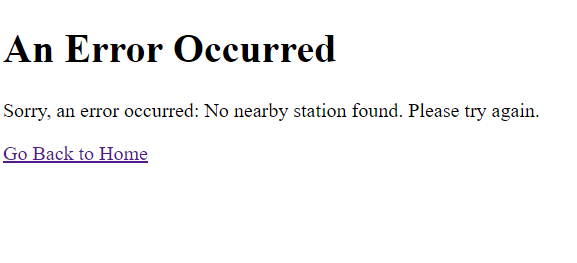 An Error Occurred
Sorry, an error occurred: No nearby station found. Please try again.
Go Back to Home